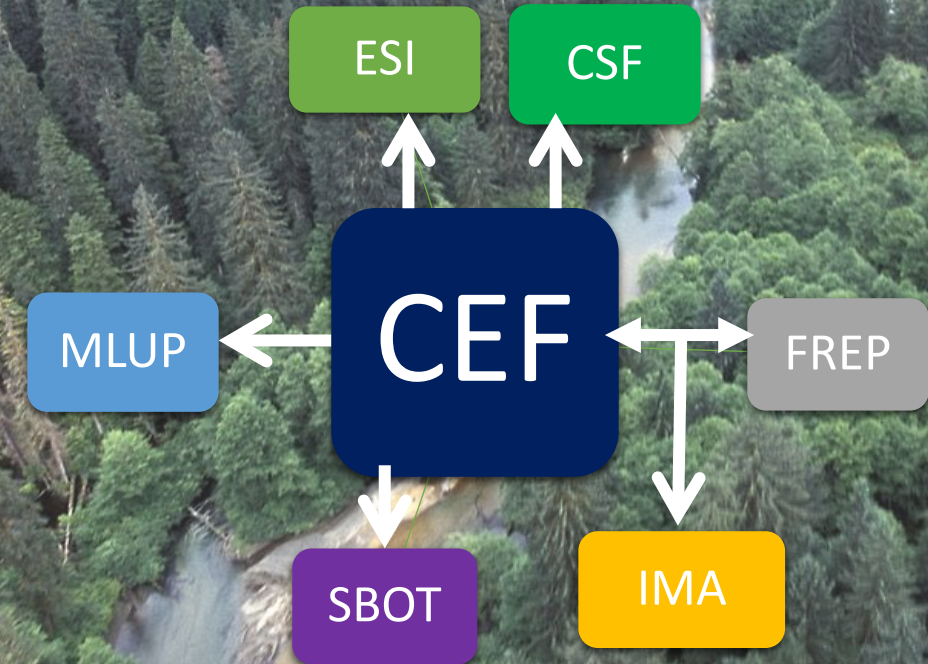 ESI
CSF
MLUP
CEF
FREP
SBOT
IMA